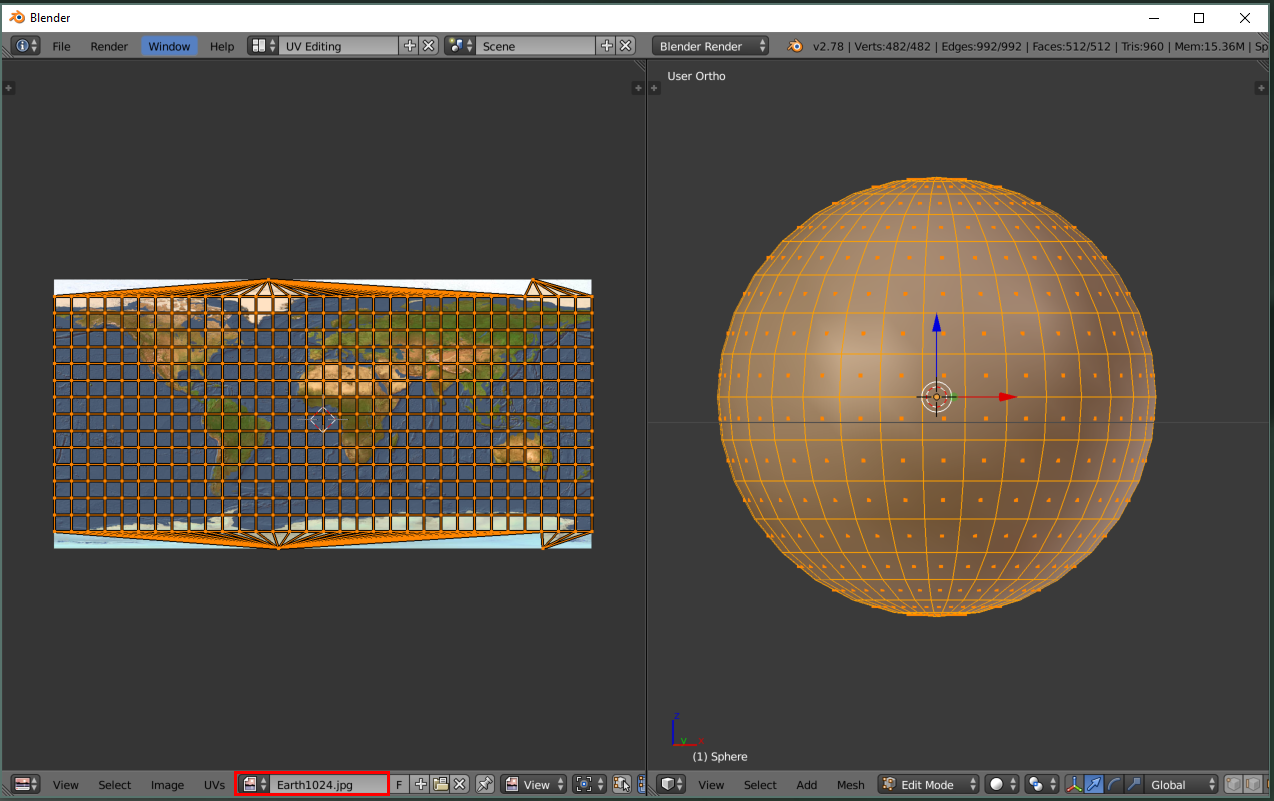 Blender
File Render Window Help UV Editing Scene Blender Render v2.78 | Verts:482/482 | Edges:992/992 | Faces:512/512 | Tris:960 | Mem:15.36M | Sp
User Ortho
z
y
(1) Sphere
View Select Image UVs Earth1024.jpg F View View Select Add Mesh Edit Mode Global